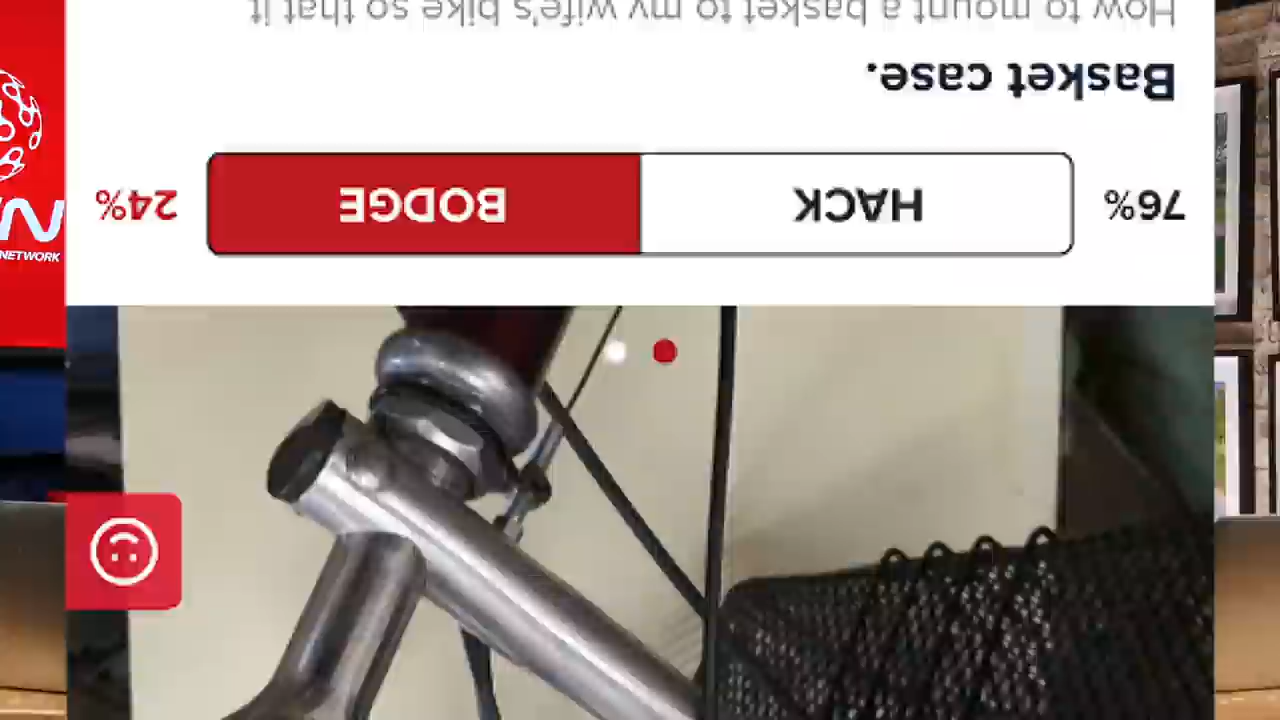 76% HACK BODGE 24%
Basket case.
How to mount a basket to my wife's bike so that it
NETWORK